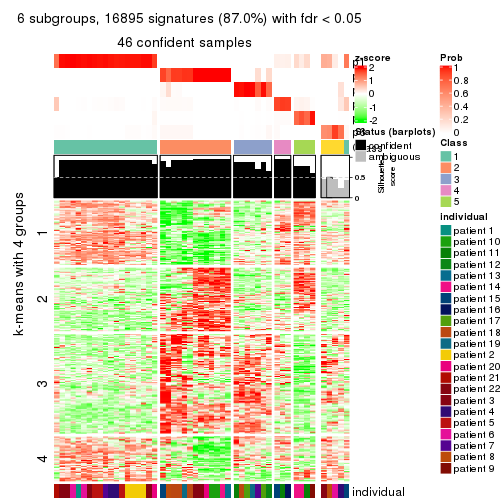 6 subgroups, 16895 signatures (87.0%) with fdr < 0.05
46 confident samples
z-score
2
1
0
-1
-2
Status (barplots)
confident
ambiguous
1
0.5
0
Silhouette
score
k-means with 4 groups
1
2
3
4
individual
Prob
1
0.8
0.6
0.4
0.2
0
Class
1
2
3
4
5
individual
patient 1
patient 10
patient 11
patient 12
patient 13
patient 14
patient 15
patient 16
patient 17
patient 18
patient 19
patient 2
patient 20
patient 21
patient 22
patient 3
patient 4
patient 5
patient 6
patient 7
patient 8
patient 9